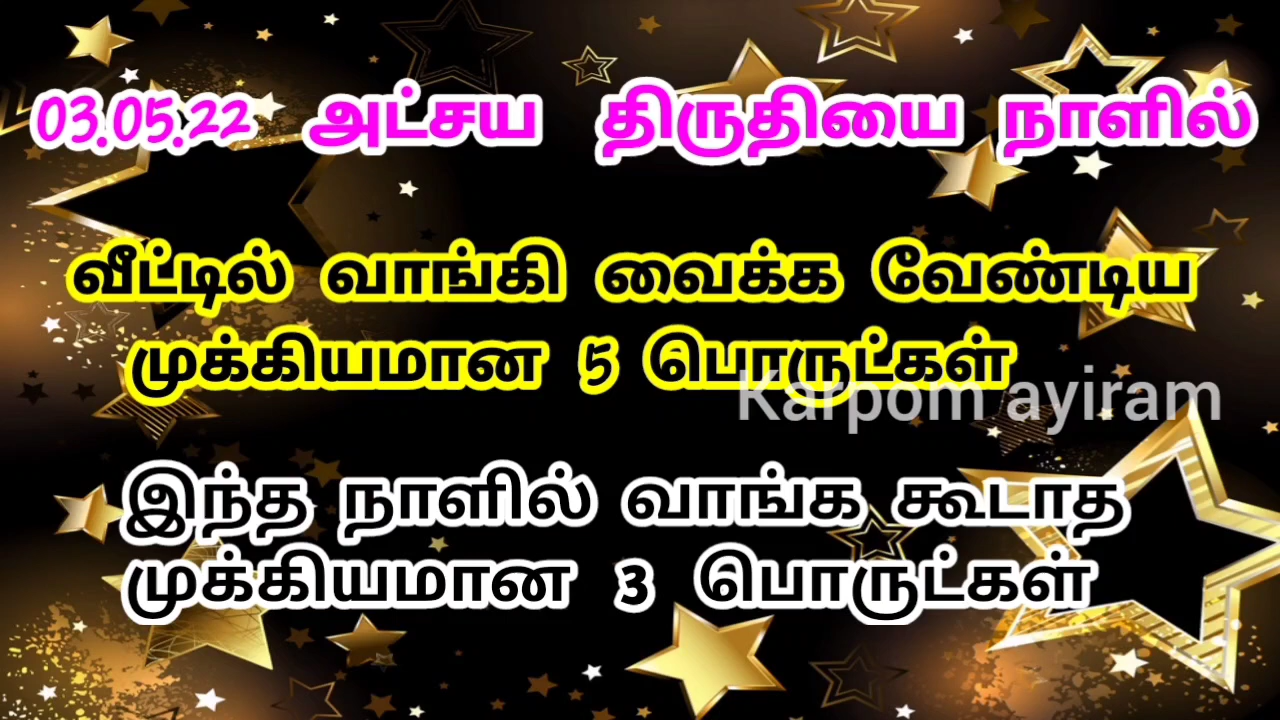 03.05.22 அட்சய திருதியை நாளில்
வீட்டில் வாங்கி வைக்க வேண்டிய
முக்கியமான 5 பொருட்கள்
Karpom ayiram
இந்த நாளில் வாங்க கூடாத
முக்கியமான 3 பொருட்கள்